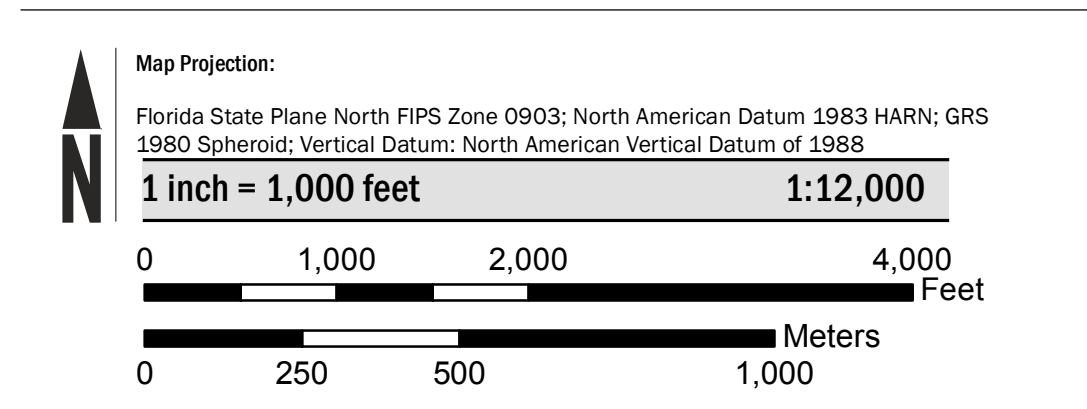 Map Projection:
Florida State Plane North FIPS Zone 0903; North American Datum 1983 HARN; GRS
1980 Spheroid; Vertical Datum: North American Vertical Datum of 1988
N
1 inch = 1,000 feet 1:12,000
0 1,000 2,000 4,000
Feet
Meters
0 250 500 1,000